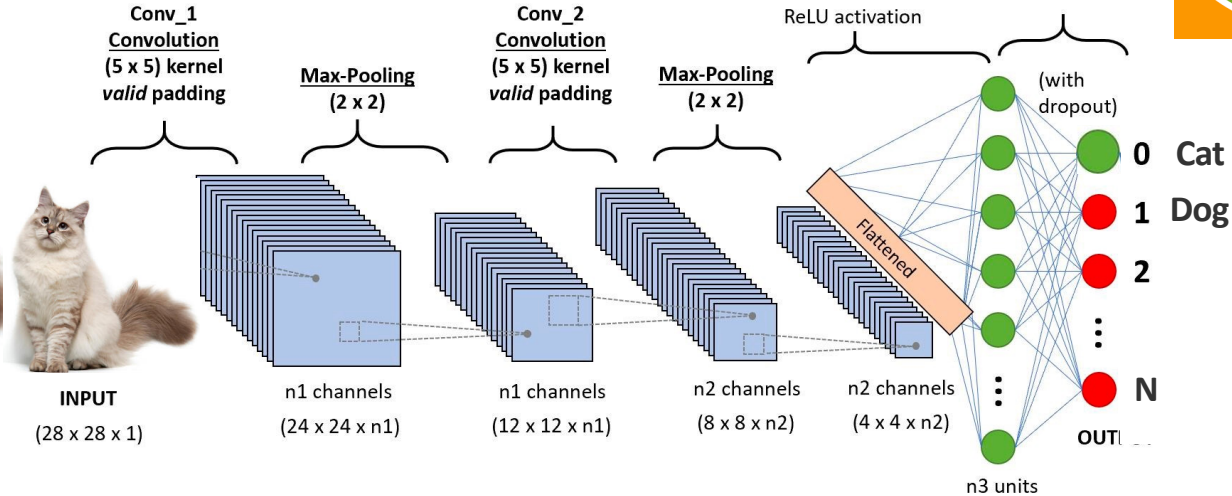 Conv_1
Convolution
(5 x 5) kernel
valid padding
Max-Pooling
(2 x 2)
Conv_2
Convolution
(5 x 5) kernel
valid padding
Max-Pooling
(2 x 2)
ReLU activation
(with
dropout)
0 Cat
1 Dog
2
N
Flattened
INPUT
(28 x 28 x 1)
n1 channels
(24 x 24 x n1)
n1 channels
(12 x 12 x n1)
n2 channels
(8 x 8 x n2)
n2 channels
(4 x 4 x n2)
n3 units